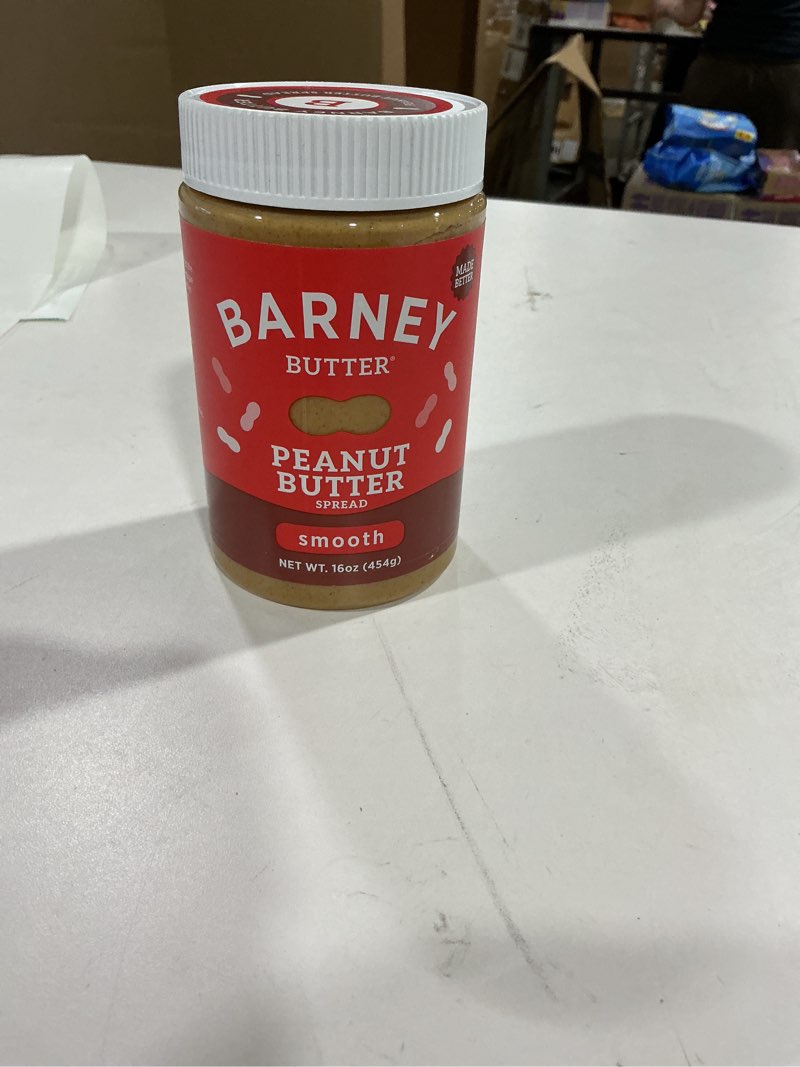 MADE
BETTER
BARNEY
BUTTER®
PEANUT
BUTTER
SPREAD
smooth
NET WT. 16oz (454g)